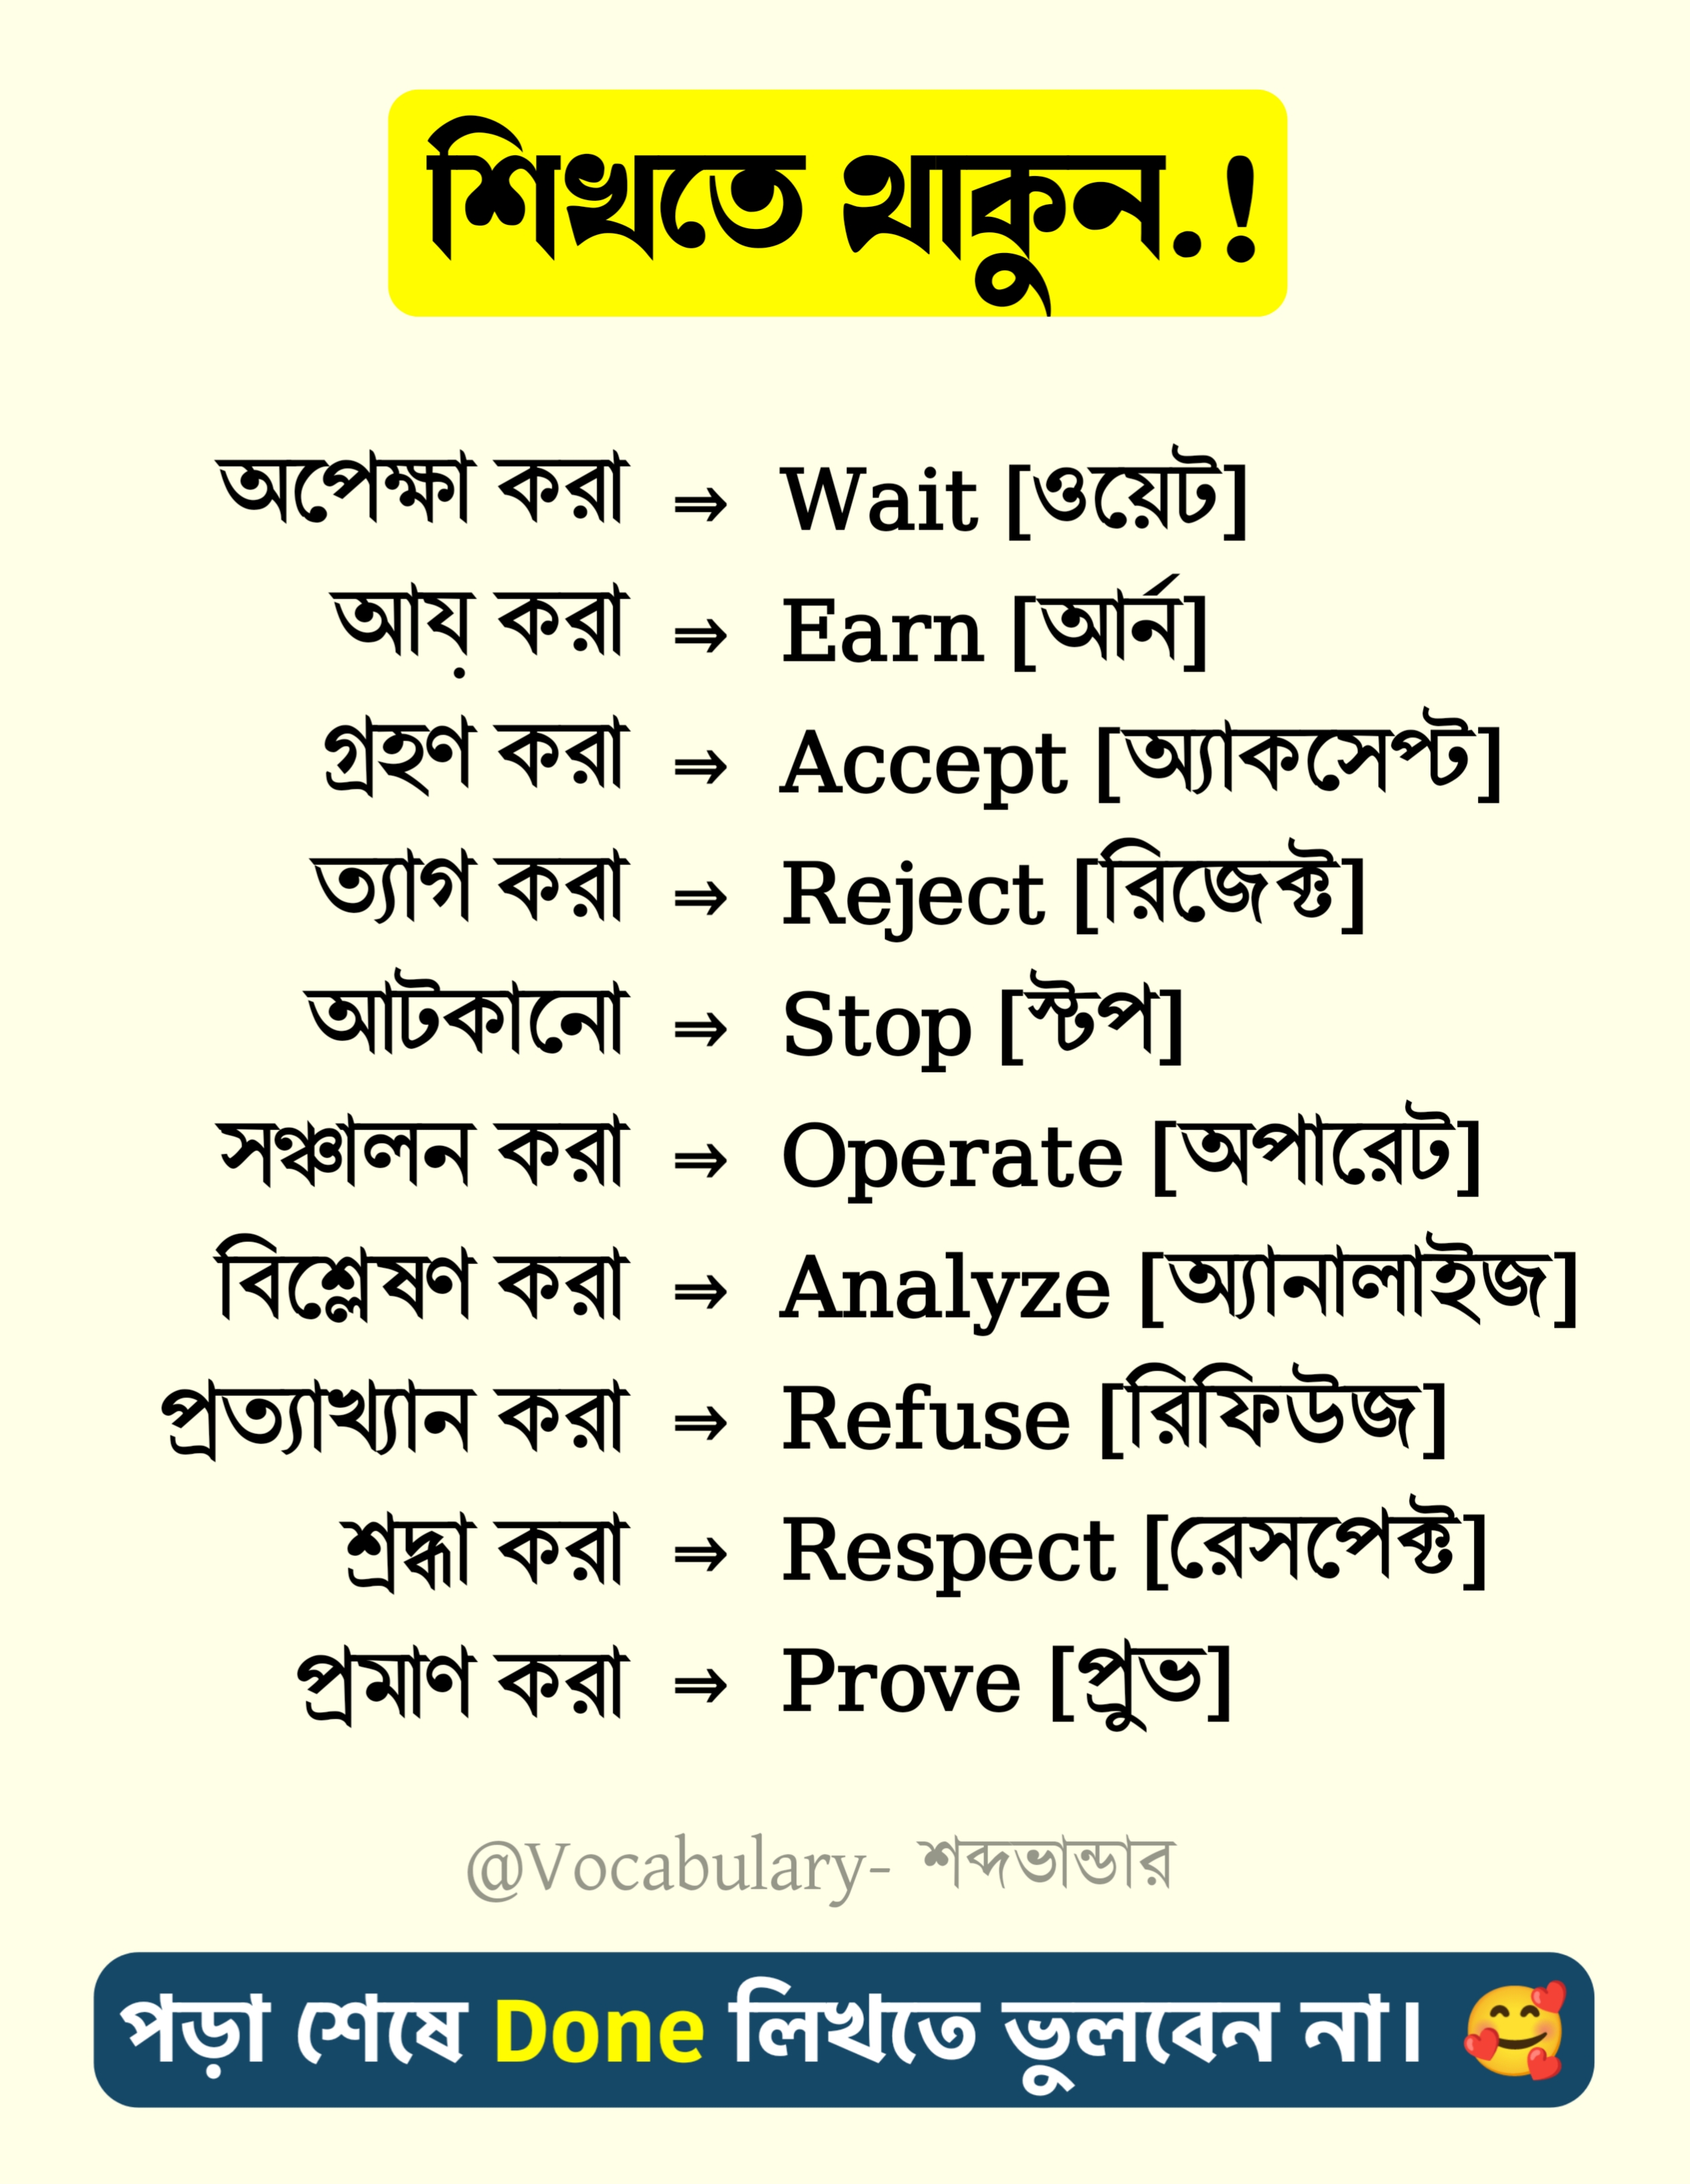 শিখতে থাকুন.!
অপেক্ষা করা ⇒ Wait [ওয়েট]
আয় করা ⇒ Earn [আর্ন]
গ্রহণ করা ⇒ Accept [অ্যাকসেপ্ট]
ত্যাগ করা ⇒ Reject [রিজেক্ট]
আটকানো ⇒ Stop [স্টপ]
সঞ্চালন করা ⇒ Operate [অপারেট]
বিশ্লেষণ করা ⇒ Analyze [অ্যানালাইজ]
প্রত্যাখ্যান করা ⇒ Refuse [রিফিউজ]
শ্রদ্ধা করা ⇒ Respect [রেসপেক্ট]
প্রমাণ করা ⇒ Prove [প্রুভ]
@Vocabulary- শব্দভান্ডার
পড়া শেষে Done লিখতে ভুলবেন না। 🥰